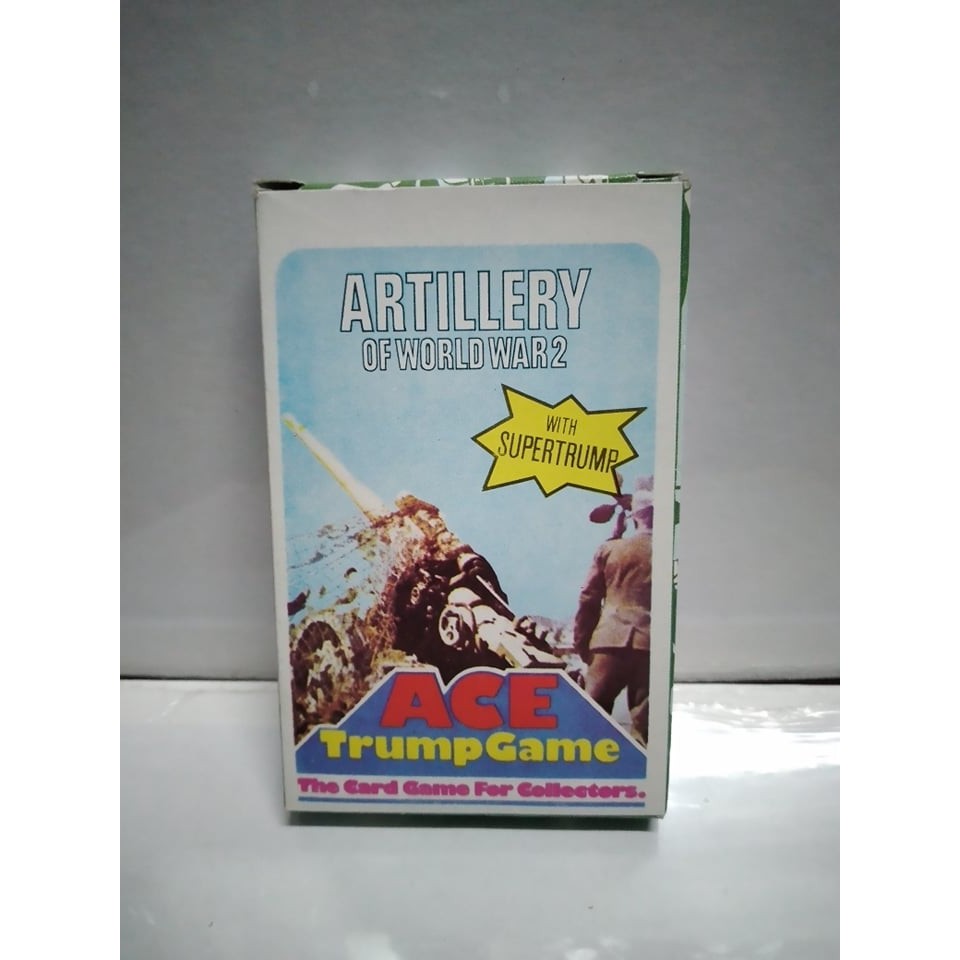 ARTILLERY
OF WORLD WAR 2
WITH
SUPERTRUMP
ACE
TrumpGame
The Card Game For Collectors.